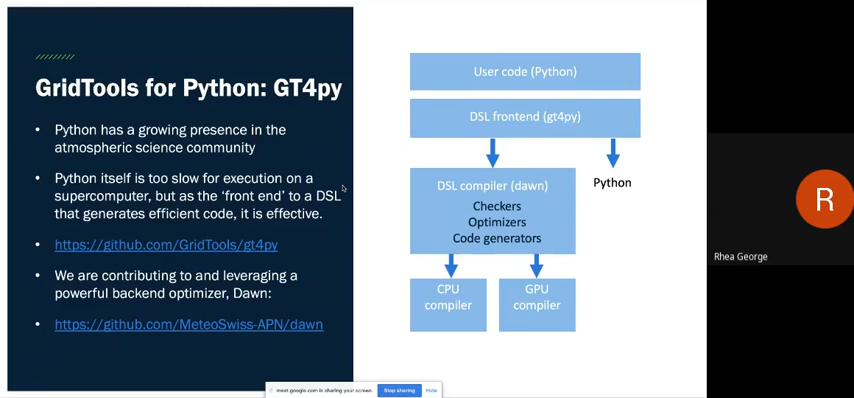 GridTools for Python: GT4py
• Python has a growing presence in the
atmospheric science community
• Python itself is too slow for execution on a
supercomputer, but as the ‘front end’ to a DSL
that generates efficient code, it is effective.
• https://github.com/GridTools/gt4py
• We are contributing to and leveraging a
powerful backend optimizer, Dawn:
• https://github.com/MeteoSwiss-APN/dawn
User code (Python)
DSL frontend (gt4py)
DSL compiler (dawn)
Checkers
Optimizers
Code generators
Python
CPU
compiler
GPU
compiler
R
Rhea George
meet.google.com is sharing your screen.
Stop sharing
Hide